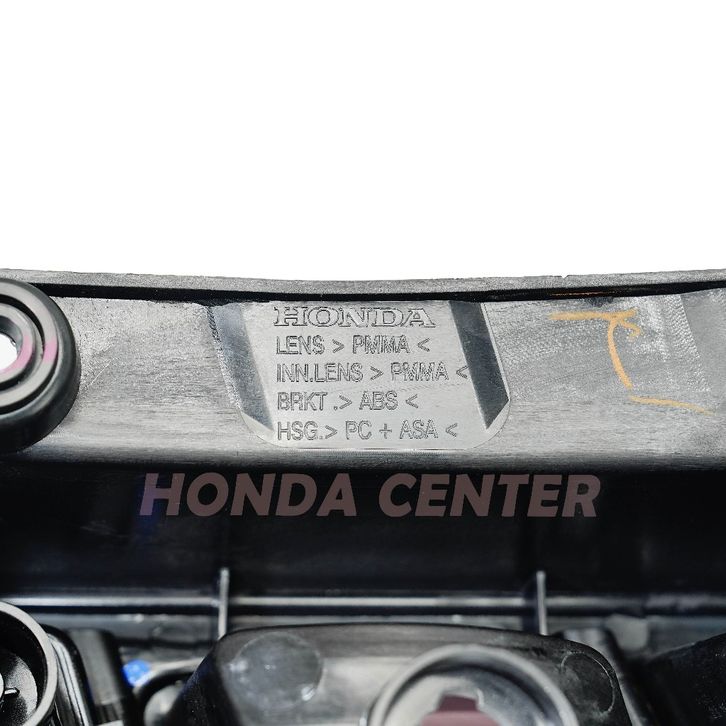 HONDA
LENS > PMMA <
INN.LENS > PMMA <
BRKT .> ABS <
HSG.> PC + ASA <
HONDA CENTER